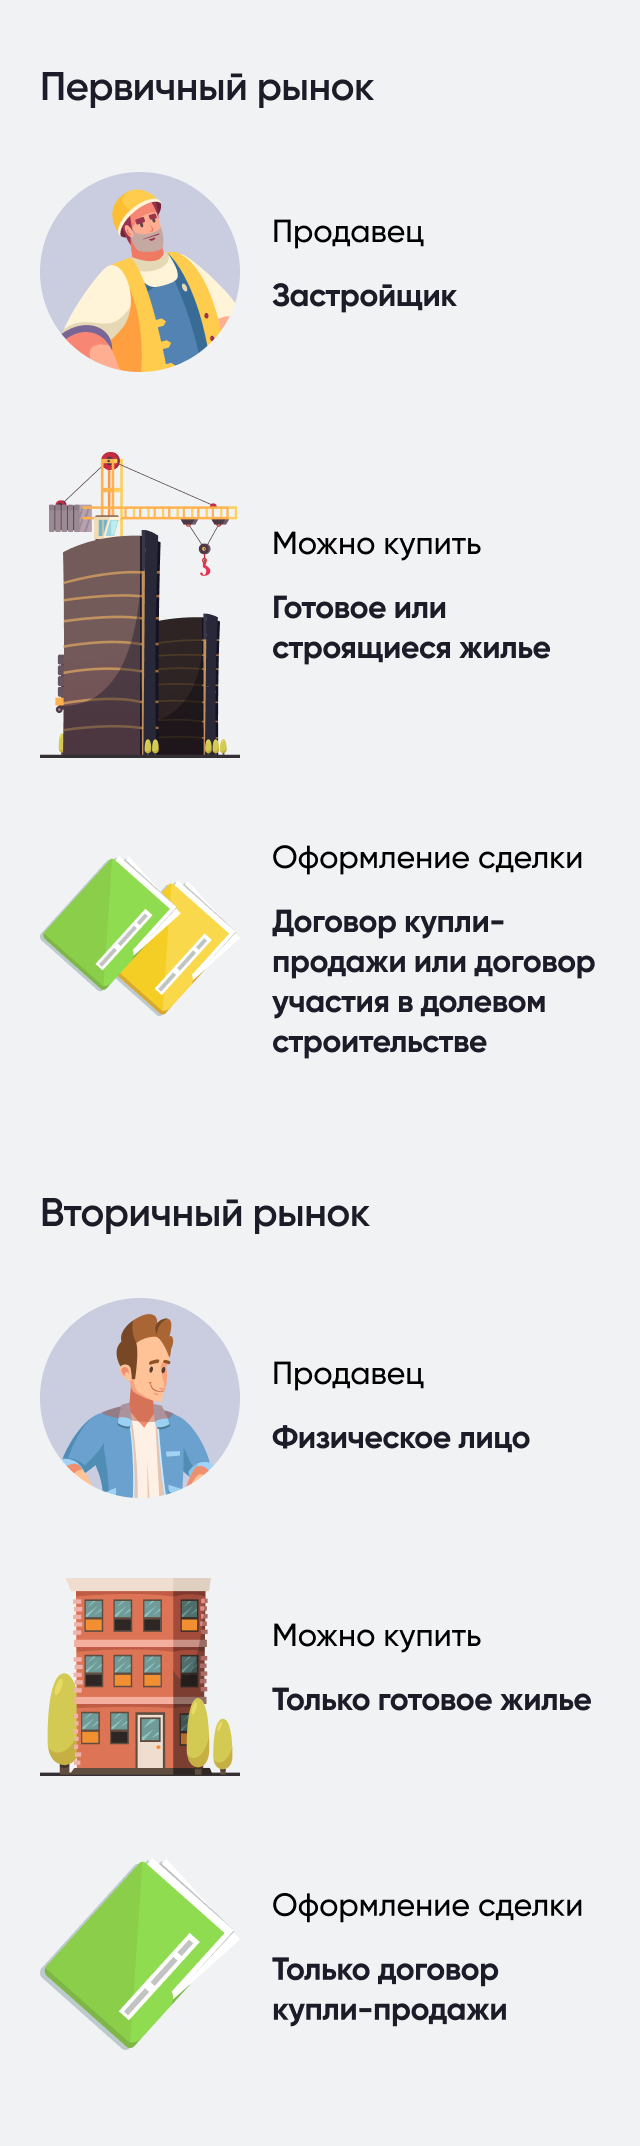 Первичный рынок
Продавец
Застройщик
Можно купить
Готовое или
строящиеся жилье
Оформление сделки
Договор купли-
продажи или договор
участия в долевом
строительстве
Вторичный рынок
Продавец
Физическое лицо
Можно купить
Только готовое жилье
Оформление сделки
Только договор
купли-продажи